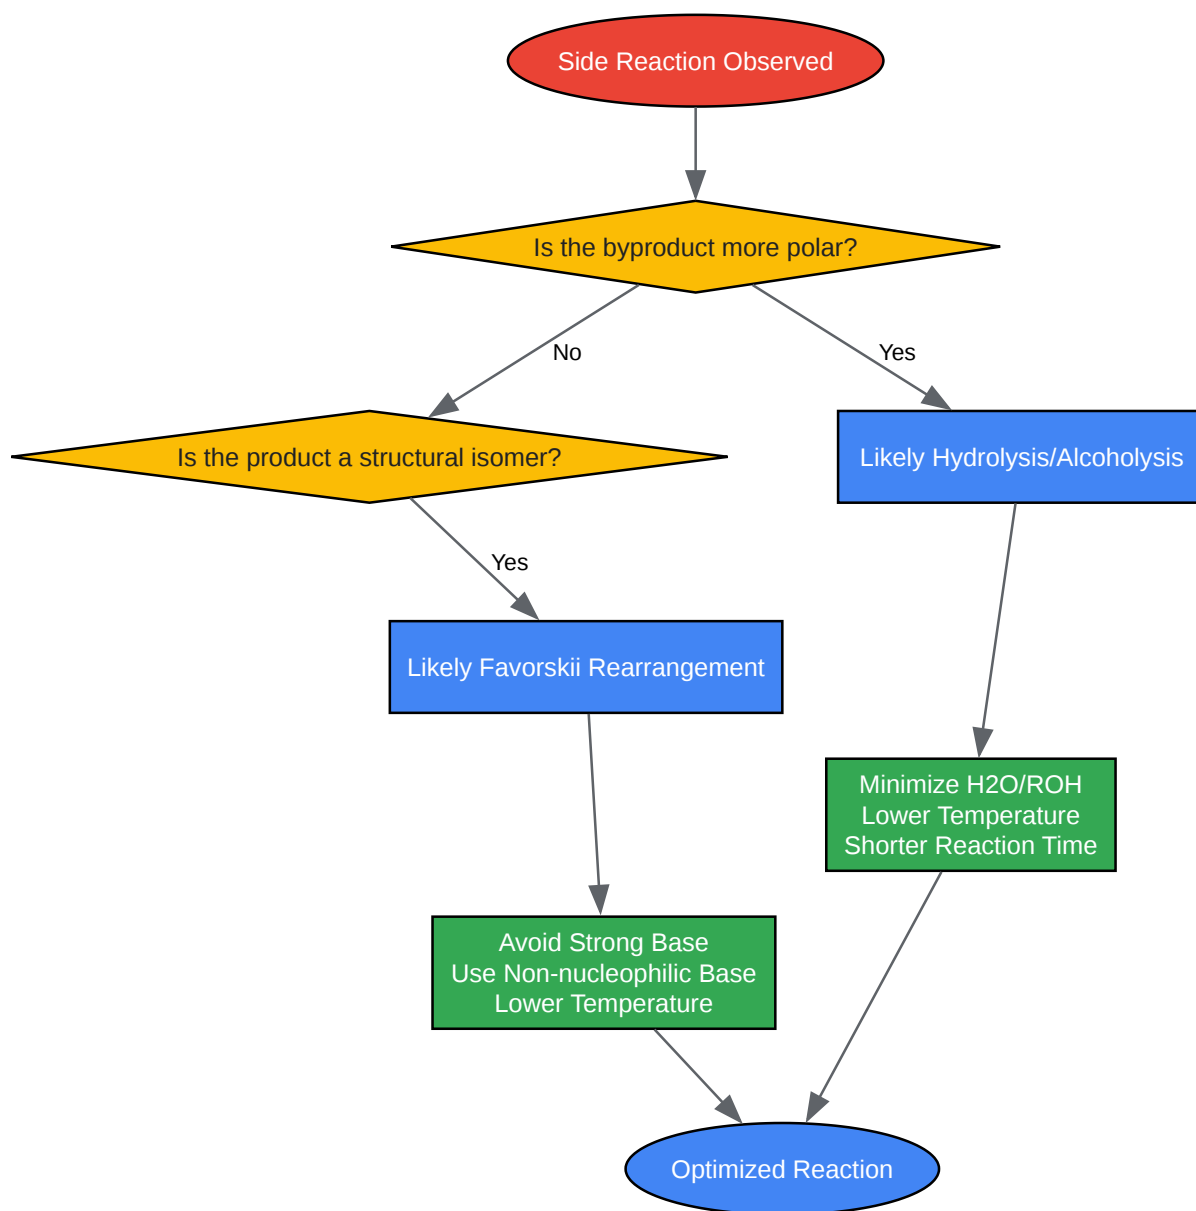 Side Reaction Observed
Is the byproduct more polar?
No
Yes
Is the product a structural isomer?
Likely Hydrolysis/Alcoholysis
Yes
Likely Favorskii Rearrangement
Minimize H2O/ROH
Lower Temperature
Shorter Reaction Time
Avoid Strong Base
Use Non-nucleophilic Base
Lower Temperature
Optimized Reaction